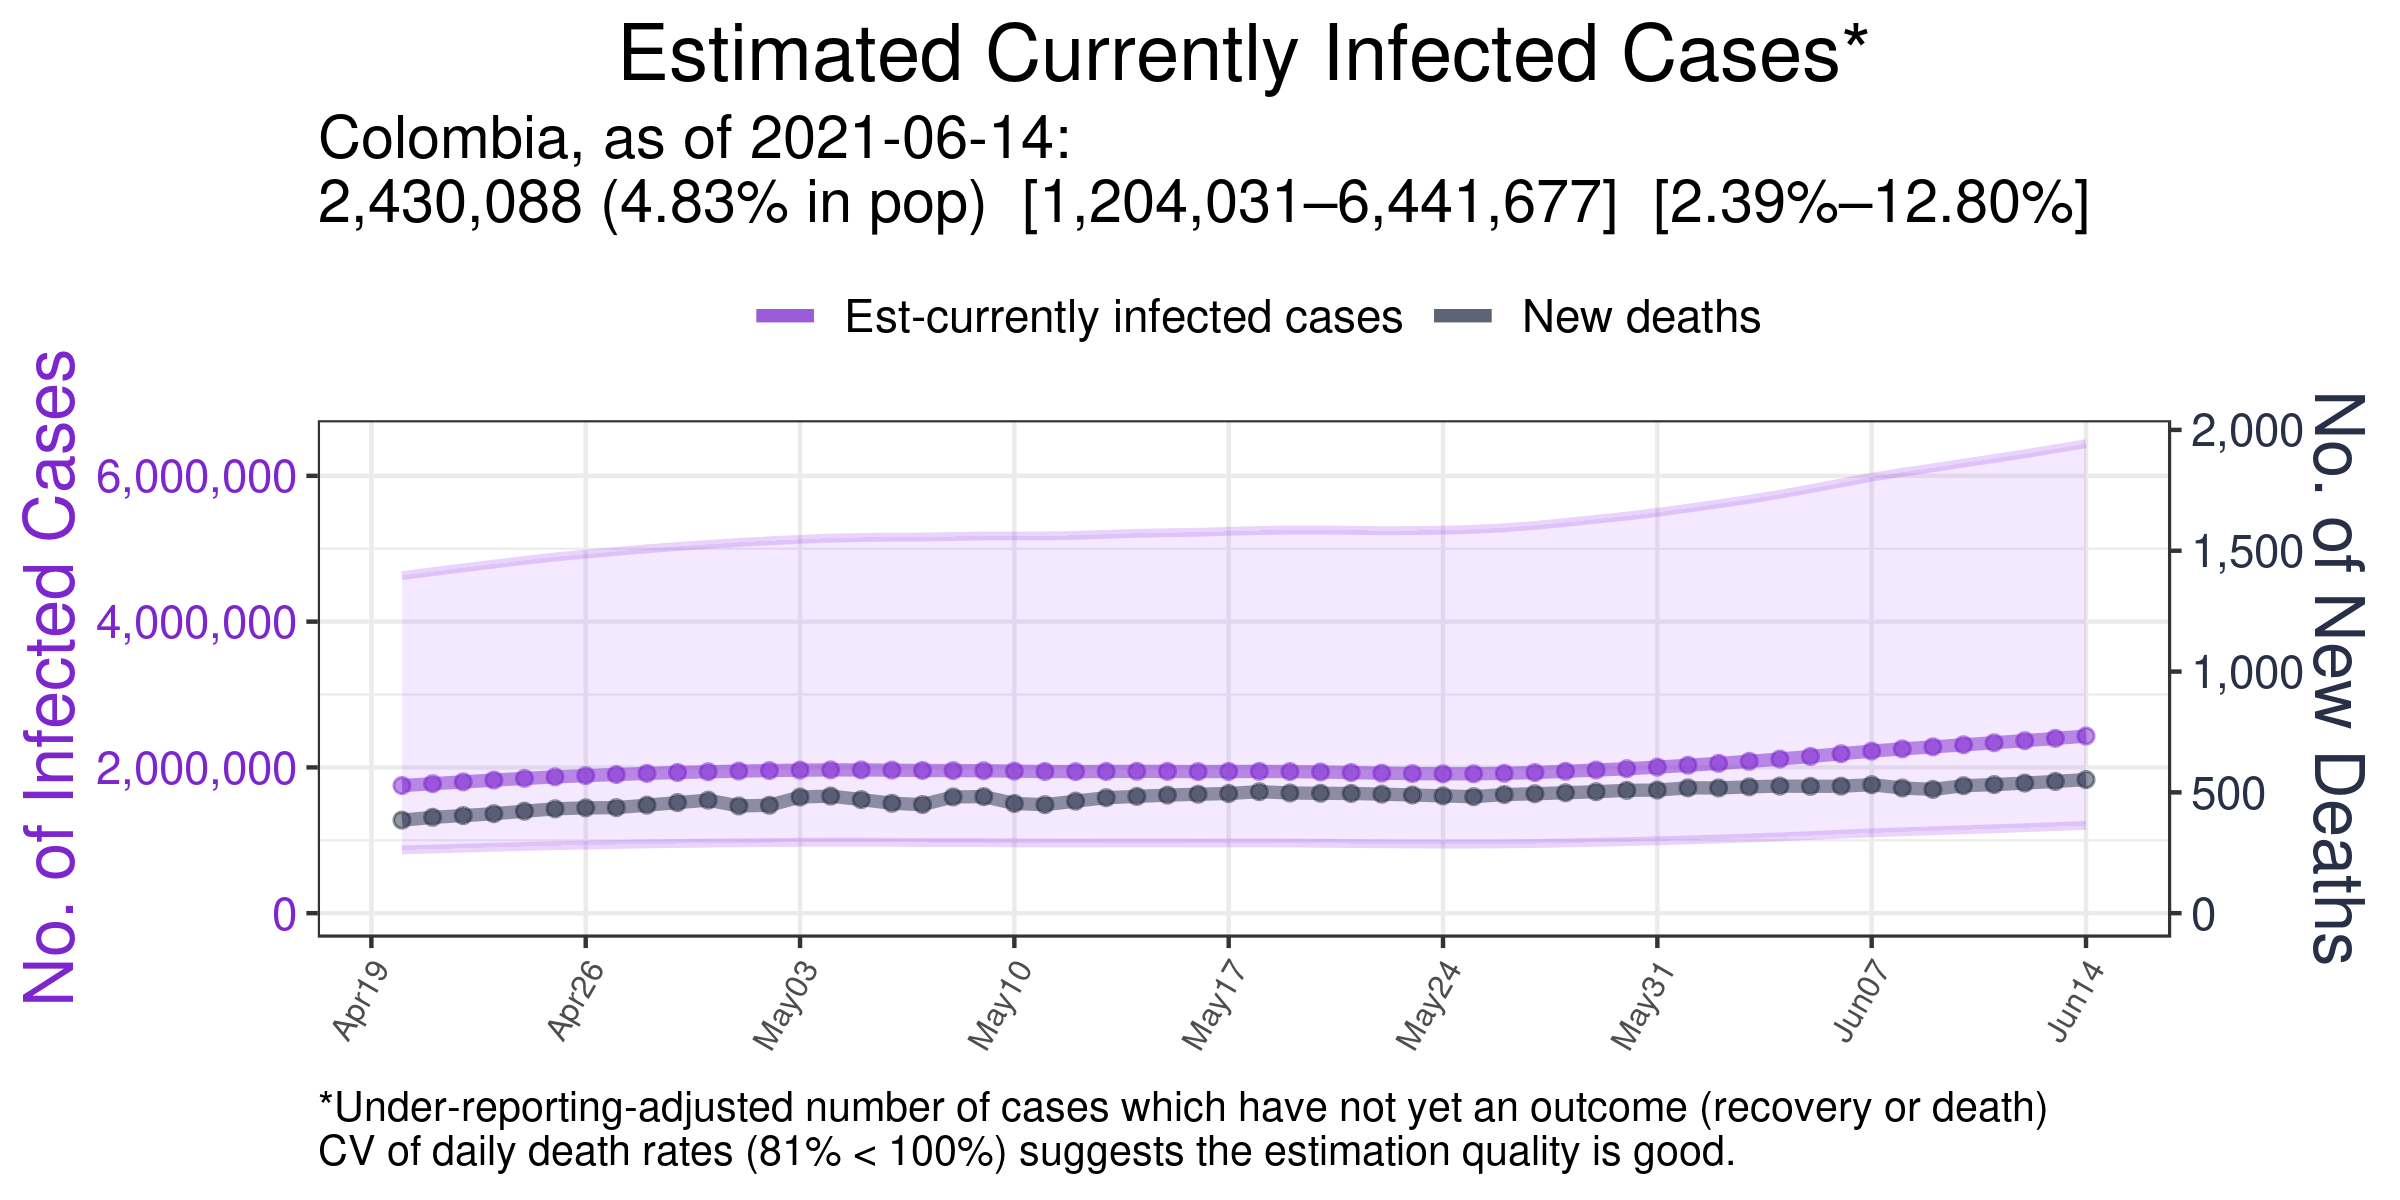 Estimated Currently Infected Cases*
Colombia, as of 2021-06-14:
2,430,088 (4.83% in pop) [1,204,031–6,441,677] [2.39%–12.80%]
Est-currently infected cases
New deaths
No. of Infected Cases
6,000,000
4,000,000
2,000,000
0
2,000
1,500
1,000
500
0
No. of New Deaths
Apr19
Apr26
May03
May10
May17
May24
May31
Jun07
Jun14
*Under-reporting-adjusted number of cases which have not yet an outcome (recovery or death)
CV of daily death rates (81% < 100%) suggests the estimation quality is good.